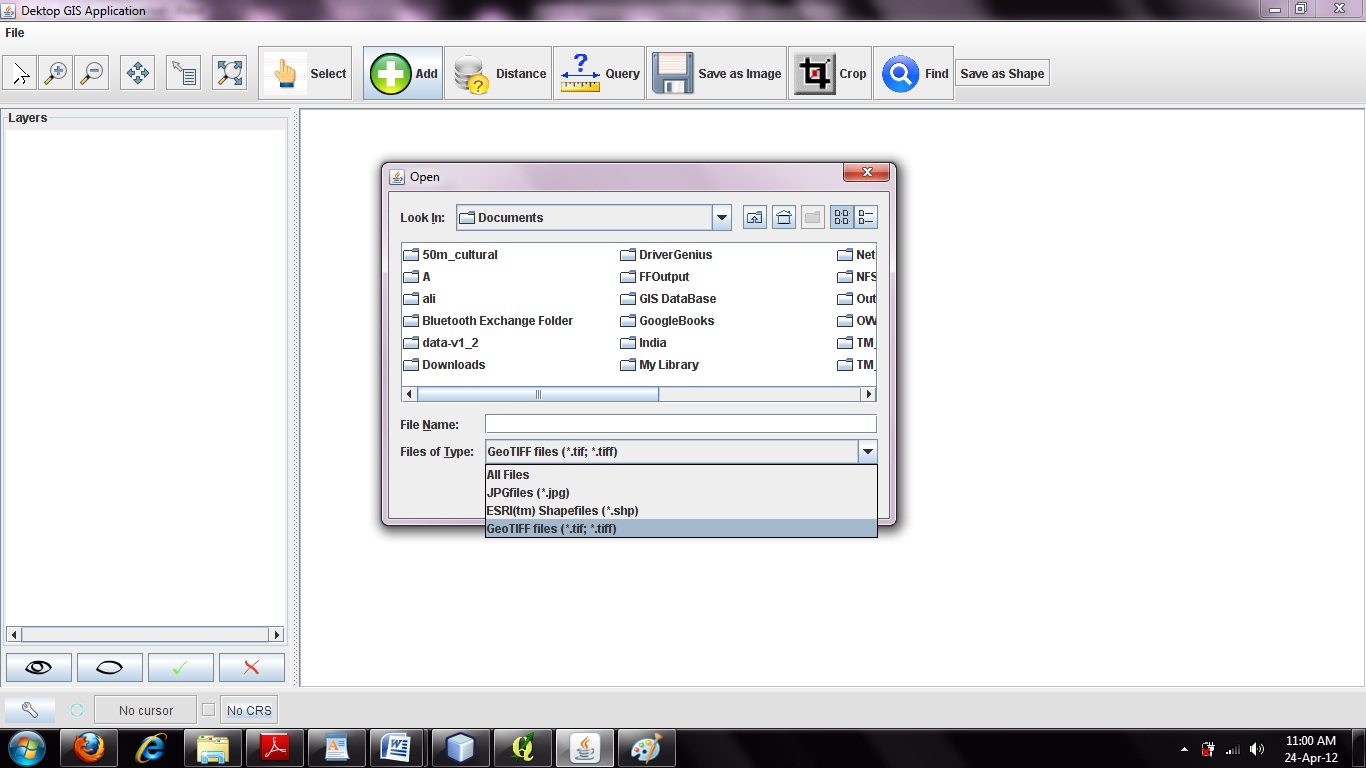 Dektop GIS Application
File
Select
Add
Distance
Query
Save as Image
Crop
Find
Save as Shape
Layers
Open
Look In: Documents
50m_cultural DriverGenius Net
A FFOutput NFS
ali GIS DataBase Out
Bluetooth Exchange Folder GoogleBooks
data-v1_2 India TM_
Downloads My Library TM_
File Name:
Files of Type: GeoTIFF files (*.tif; *.tiff)
All Files
JPGfiles (*.jpg)
ESRI(tm) Shapefiles (*.shp)
GeoTIFF files (*.tif; *.tiff)
No cursor
No CRS
11:00 AM
24-Apr-12